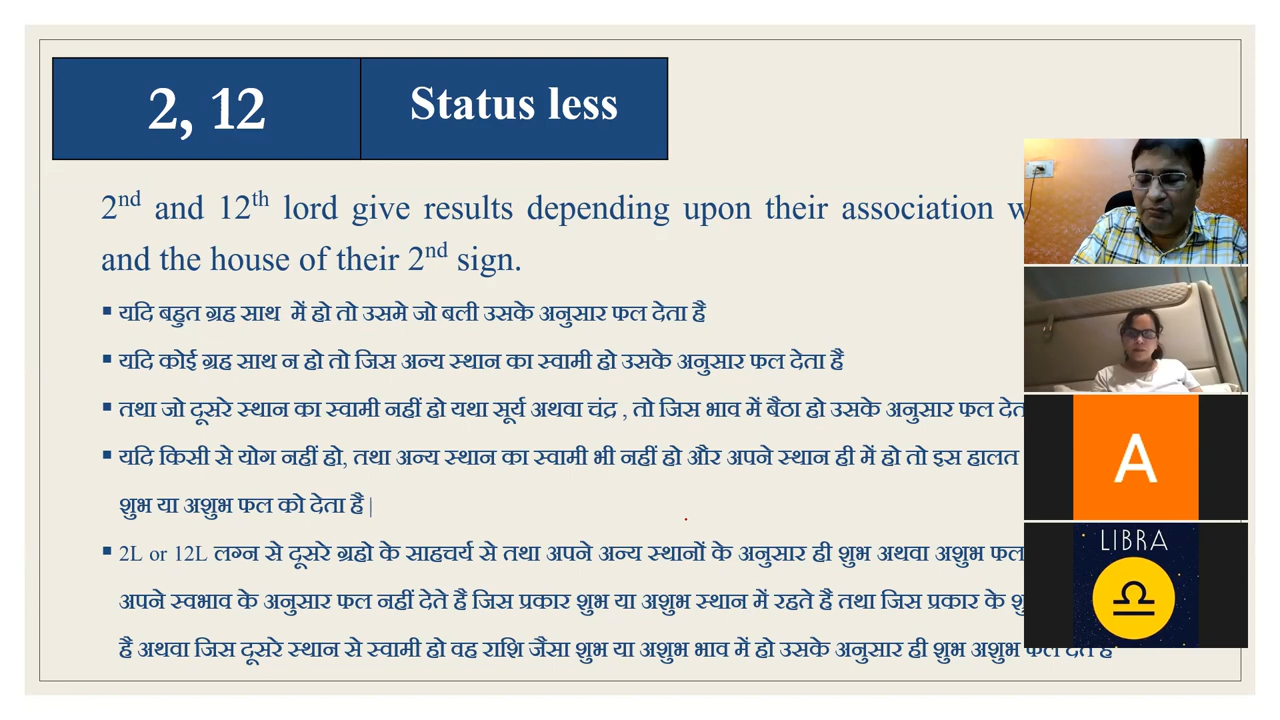 2, 12
Status less
2nd and 12th lord give results depending upon their association
and the house of their 2nd sign.
▪ यदि बहुत ग्रह साथ में हो तो उसमे जो बली उसके अनुसार फल देता है
▪ यदि कोई ग्रह साथ न हो तो जिस अन्य स्थान का स्वामी हो उसके अनुसार फल देता है
▪ तथा जो दूसरे स्थान का स्वामी नहीं हो यथा सूर्य अथवा चंद्र , तो जिस भाव में बैठा हो उसके अनुसार फल
▪ यदि किसी से योग नहीं हो, तथा अन्य स्थान का स्वामी भी नहीं हो और अपने स्थान ही में हो तो इस हालत
शुभ या अशुभ फल को देता है |
▪ 2L or 12L लग्न से दूसरे ग्रहो के साहचर्य से तथा अपने अन्य स्थानों के अनुसार ही शुभ अथवा अशुभ फल
अपने स्वभाव के अनुसार फल नहीं देते है जिस प्रकार शुभ या अशुभ स्थान में रहते है तथा जिस प्रकार के
है अथवा जिस दूसरे स्थान से स्वामी हो वह राशि जैसा शुभ या अशुभ भाव में हो उसके अनुसार ही शुभ अशुभ फल देते है
A
LIBRA